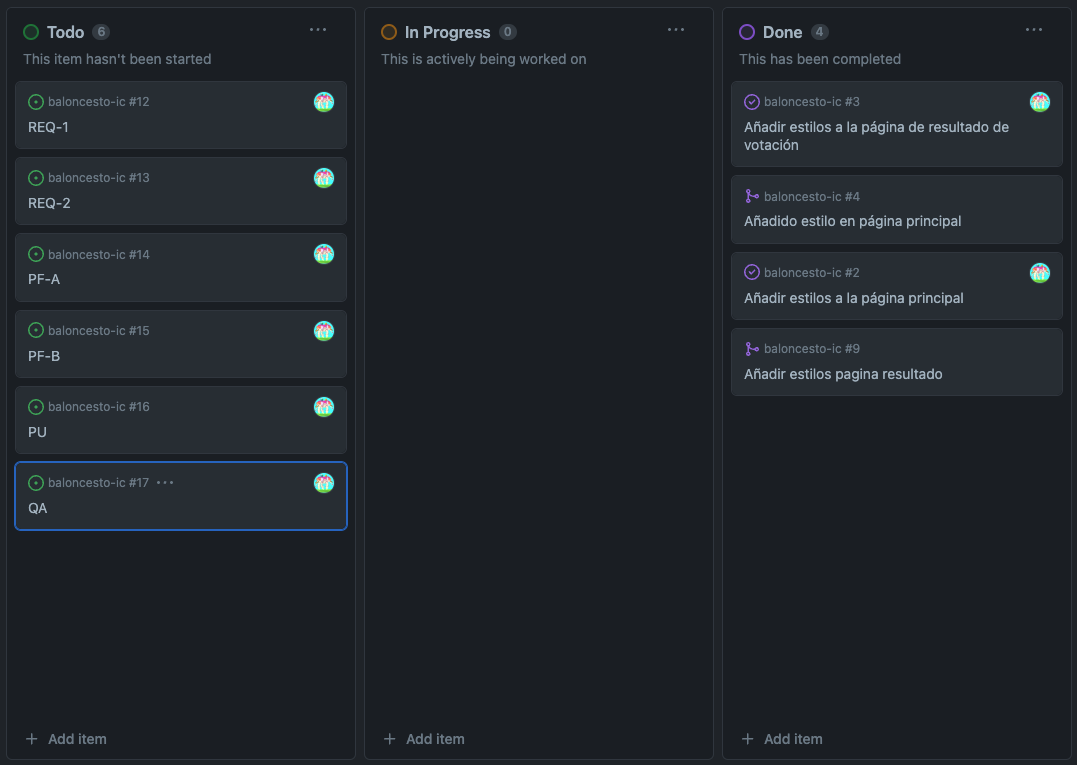 Todo 6
This item hasn't been started
baloncesto-ic #12
REQ-1
baloncesto-ic #13
REQ-2
baloncesto-ic #14
PF-A
baloncesto-ic #15
PF-B
baloncesto-ic #16
PU
baloncesto-ic #17
QA
Add item
In Progress 0
This is actively being worked on
Add item
Done 4
This has been completed
baloncesto-ic #3
Añadir estilos a la página de resultado de
votación
baloncesto-ic #4
Añadido estilo en página principal
baloncesto-ic #2
Añadir estilos a la página principal
baloncesto-ic #9
Añadir estilos pagina resultado
Add item